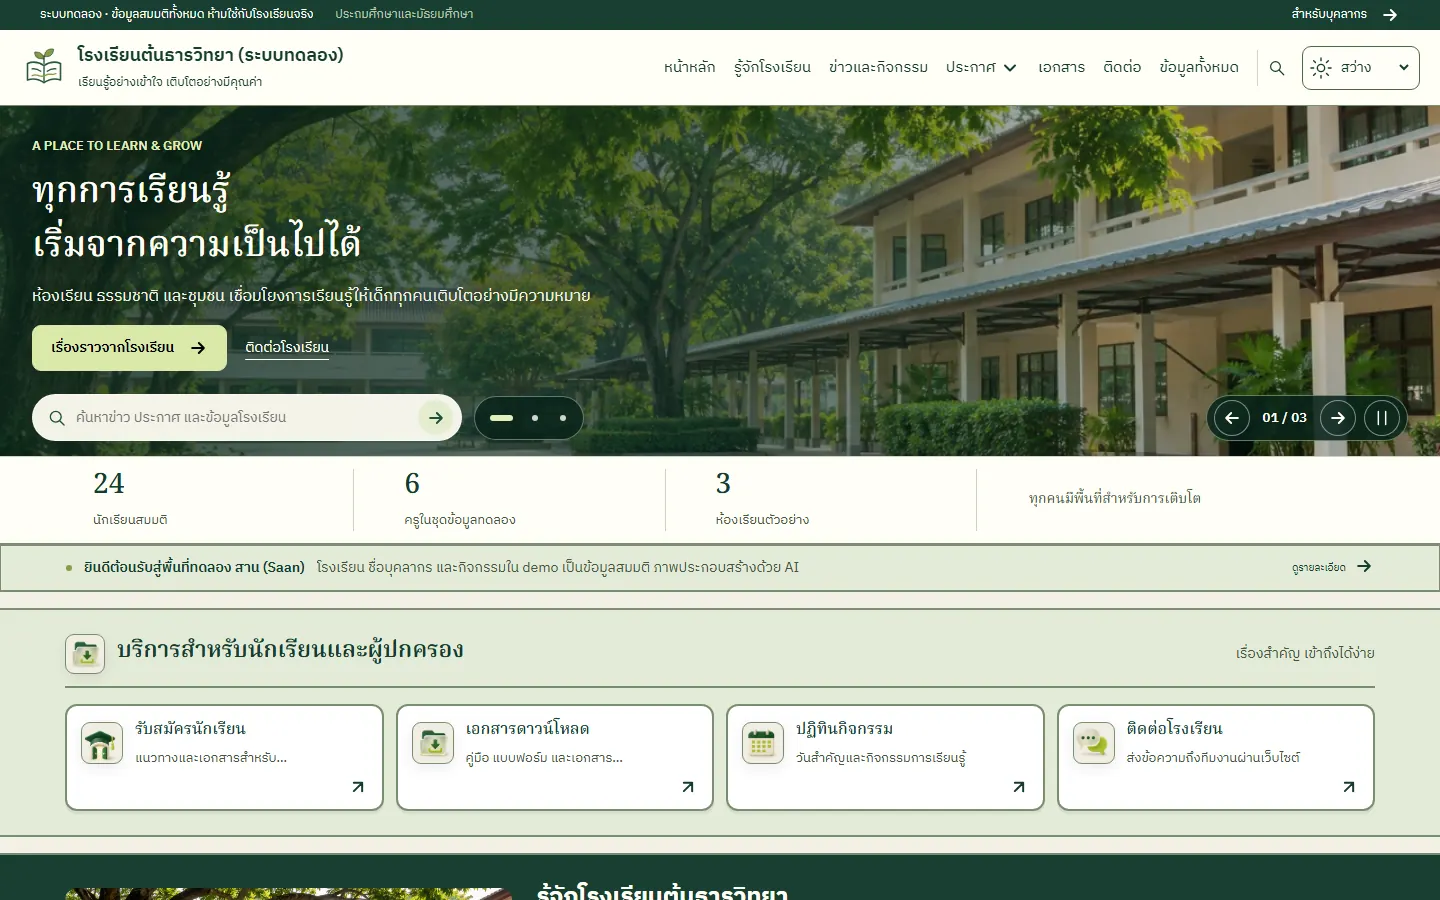 ระบบทดลอง · ข้อมูลสมมติทั้งหมด ห้ามใช้กับโรงเรียนจริง ประถมศึกษาและมัธยมศึกษา สำหรับบุคลากร
โรงเรียนต้นธารวิทยา (ระบบทดลอง)
เรียนรู้อย่างเข้าใจ เติบโตอย่างมีคุณค่า
หน้าหลัก รู้จักโรงเรียน ข่าวและกิจกรรม ประกาศ เอกสาร ติดต่อ ข้อมูลทั้งหมด สว่าง
A PLACE TO LEARN & GROW
ทุกการเรียนรู้
เริ่มจากความเป็นไปได้
ห้องเรียน ธรรมชาติ และชุมชน เชื่อมโยงการเรียนรู้ให้เด็กทุกคนเติบโตอย่างมีความหมาย
เรื่องราวจากโรงเรียน ติดต่อโรงเรียน
ค้นหาข่าว ประกาศ และข้อมูลโรงเรียน
01 / 03
24
นักเรียนสมมติ
6
ครูในชุดข้อมูลทดลอง
3
ห้องเรียนตัวอย่าง
ทุกคนมีพื้นที่สำหรับการเติบโต
ยินดีต้อนรับสู่พื้นที่ทดลอง สาน (Saan) โรงเรียน ชื่อบุคลากร และกิจกรรมใน demo เป็นข้อมูลสมมติ ภาพประกอบสร้างด้วย AI ดูรายละเอียด
บริการสำหรับนักเรียนและผู้ปกครอง
เรื่องสำคัญ เข้าถึงได้ง่าย
รับสมัครนักเรียน
แนวทางและเอกสารสำหรับ...
เอกสารดาวน์โหลด
คู่มือ แบบฟอร์ม และเอกสาร...
ปฏิทินกิจกรรม
วันสำคัญและกิจกรรมการเรียนรู้
ติดต่อโรงเรียน
ส่งข้อความถึงทีมงานผ่านเว็บไซต์
รู้จักโรงเรียนต้นธารวิทยา